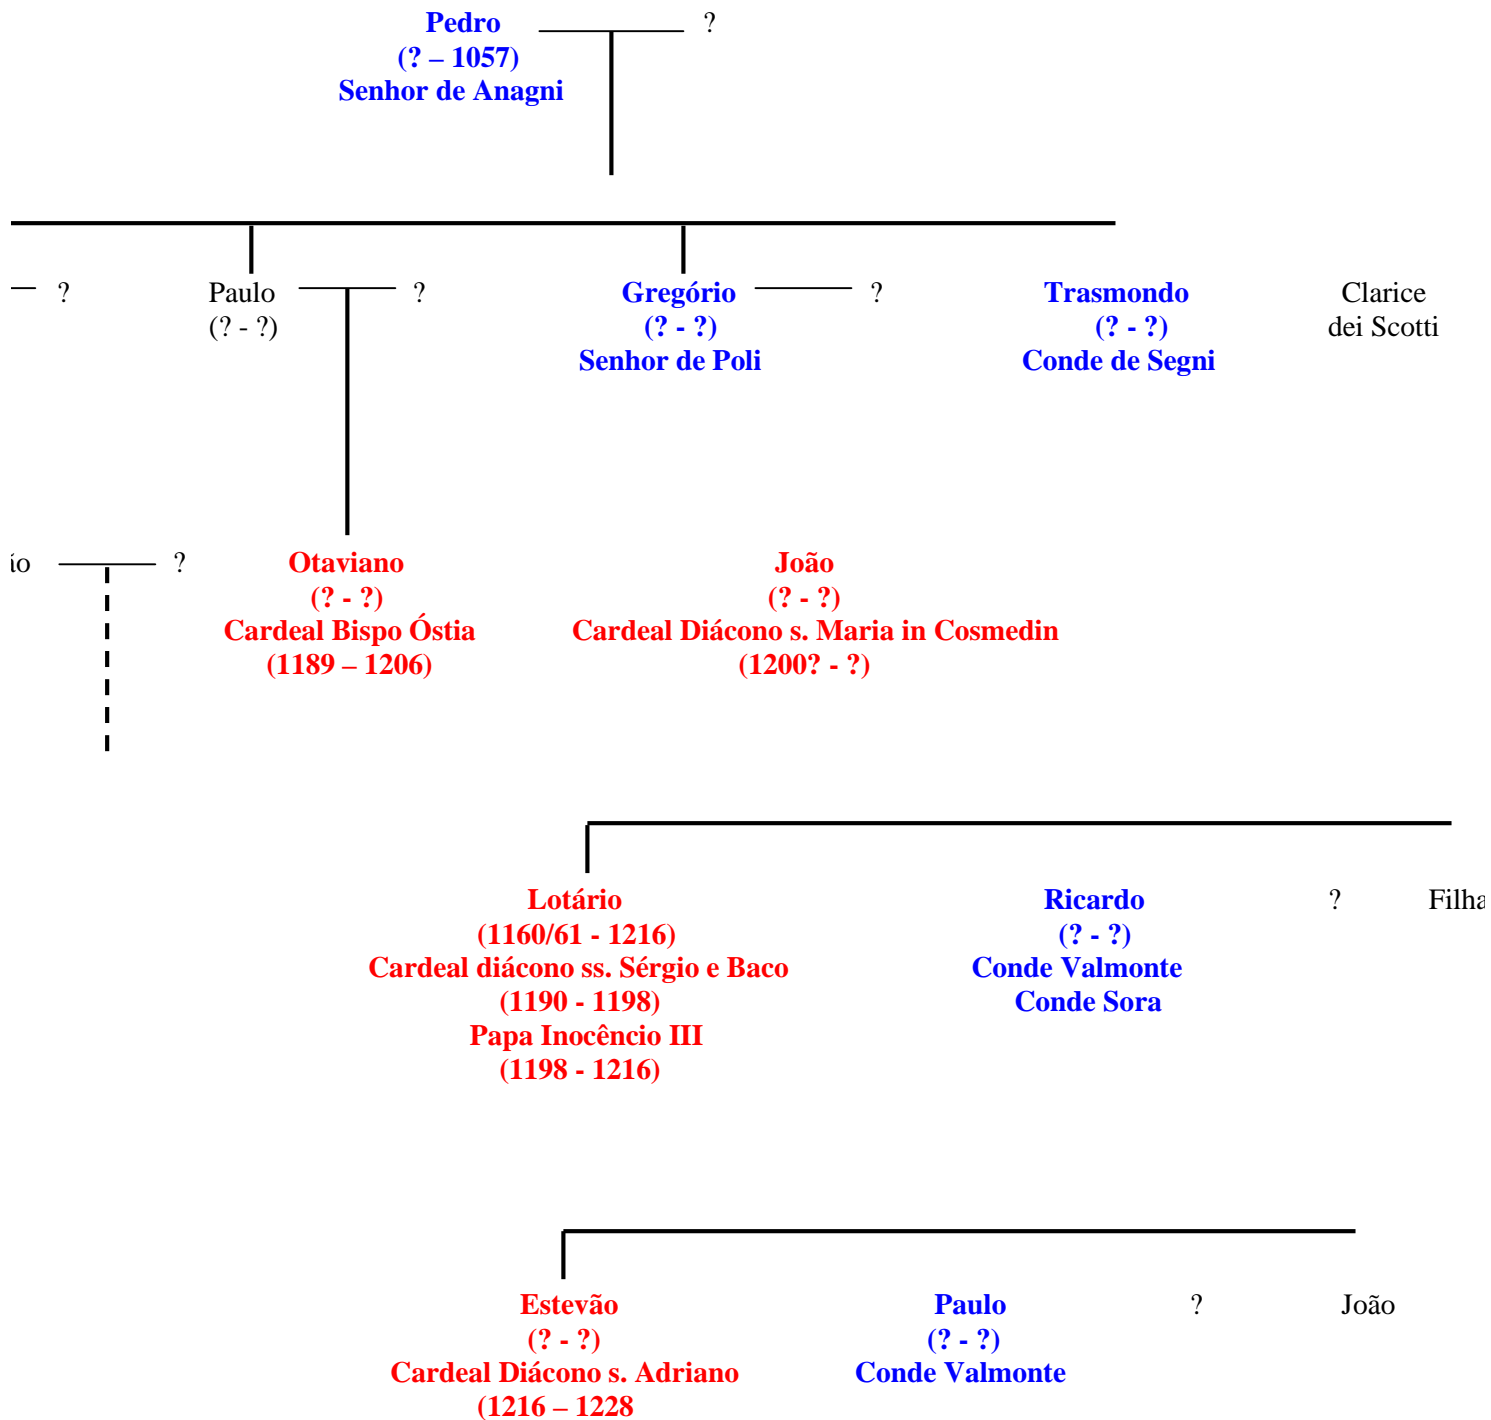 Pedro ?
(? – 1057)
Senhor de Anagni
? Paulo ? Gregório ? Trasmondo Clarice
(? - ?) (? - ?) (? - ?) dei Scotti
Senhor de Poli Conde de Segni
ão ? Otaviano João
(? - ?) (? - ?)
Cardeal Bispo Óstia Cardeal Diácono s. Maria in Cosmedin
(1189 – 1206) (1200? - ?)
Lotário Ricardo ? Filha
(1160/61 - 1216) (? - ?)
Cardeal diácono ss. Sérgio e Baco Conde Valmonte
(1190 - 1198) Conde Sora
Papa Inocêncio III
(1198 - 1216)
Estevão Paulo ? João
(? - ?) (? - ?)
Cardeal Diácono s. Adriano Conde Valmonte
(1216 – 1228